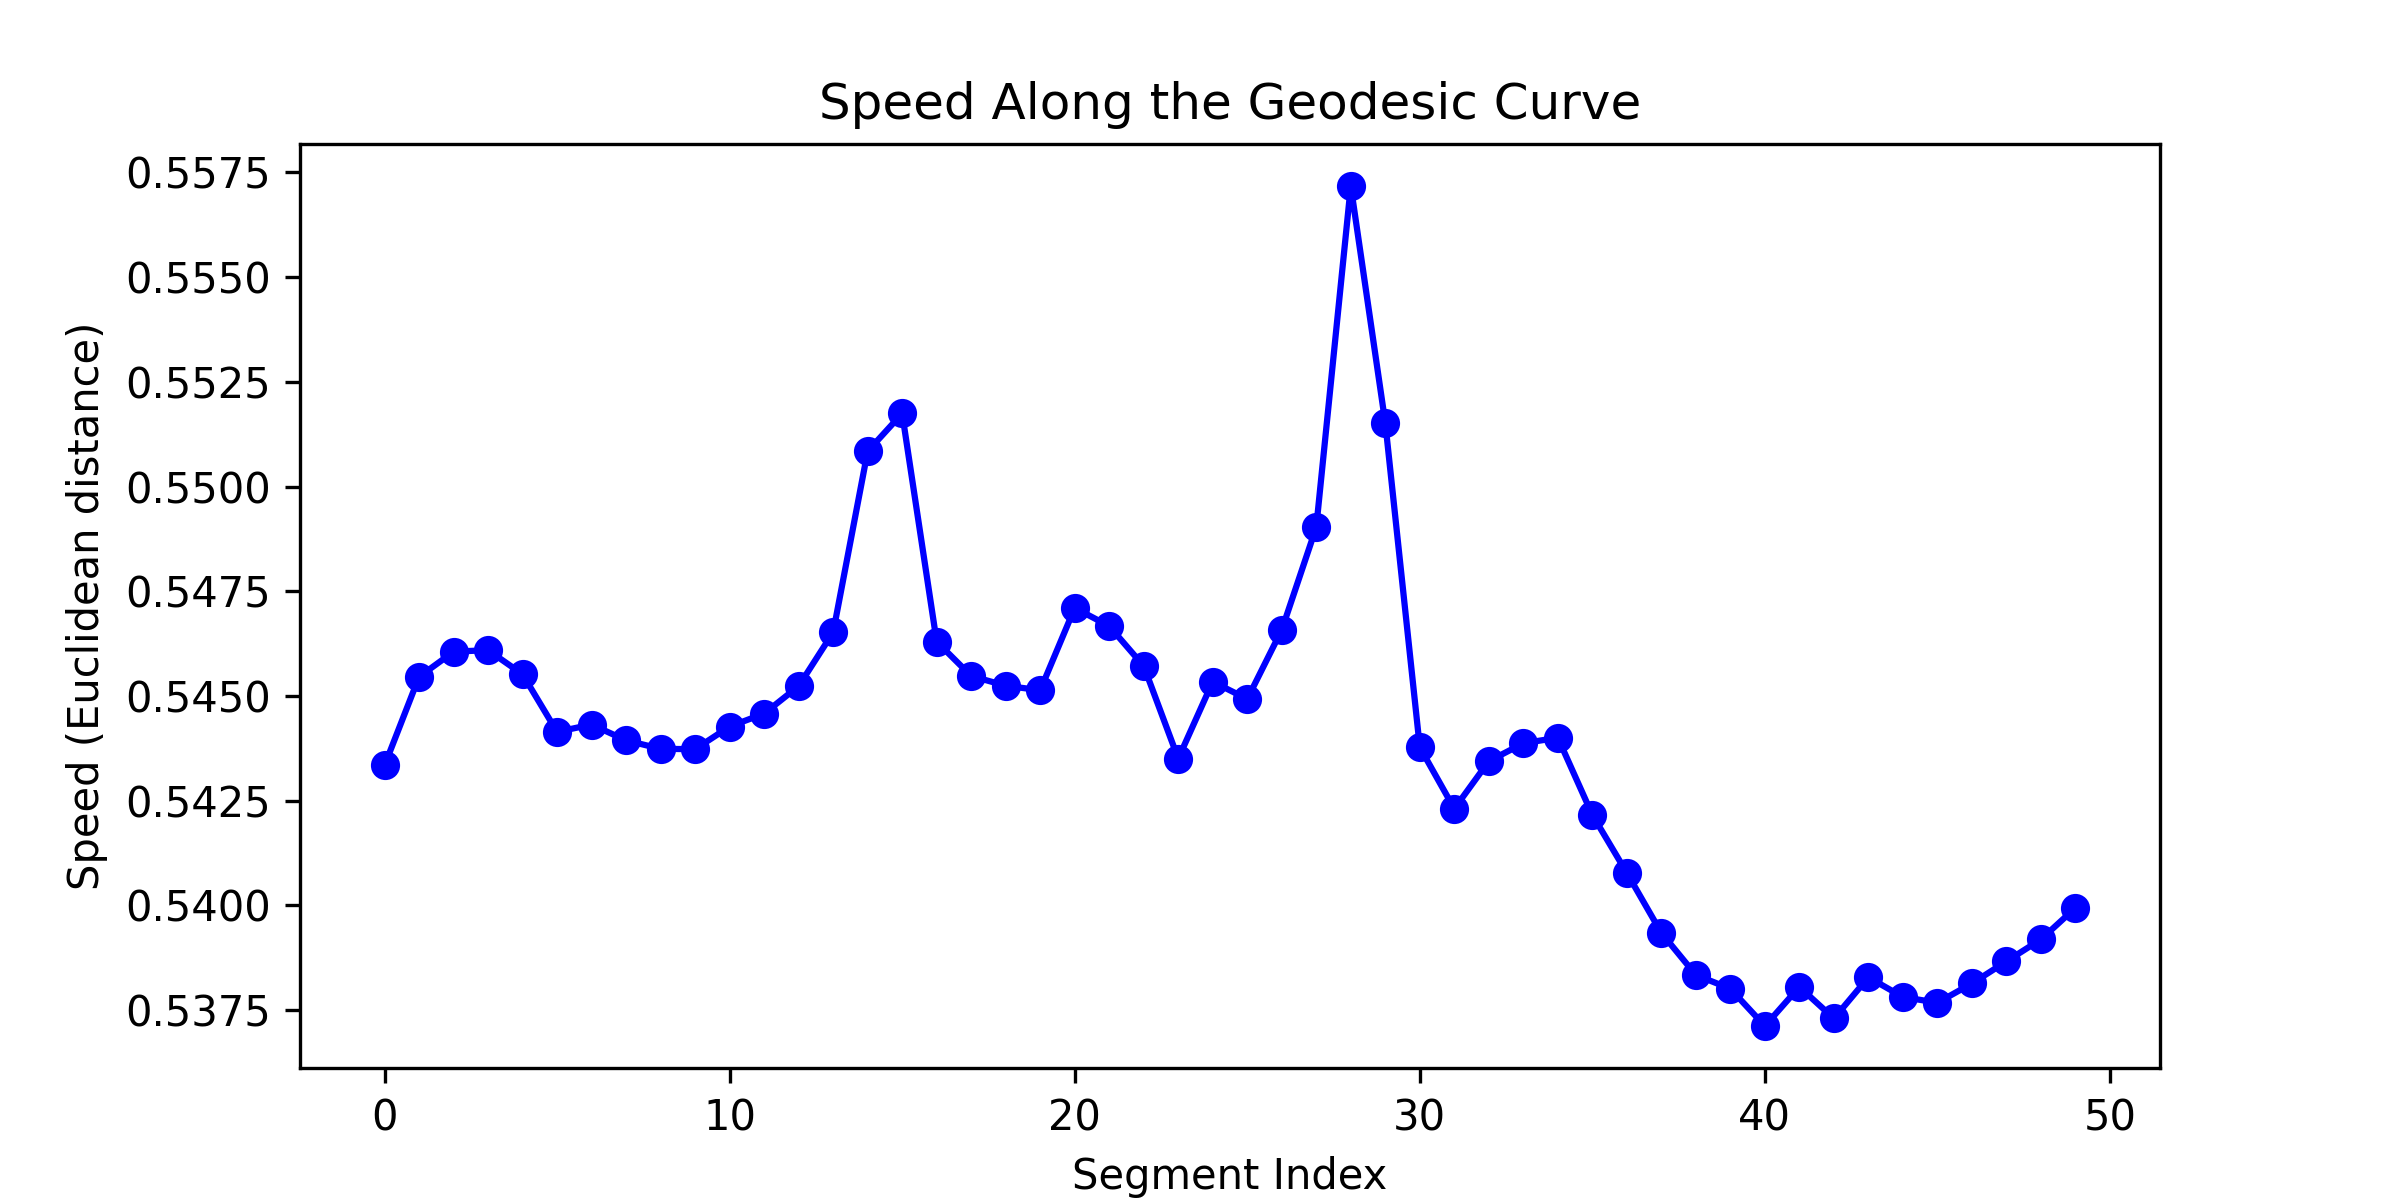 Speed Along the Geodesic Curve
Speed (Euclidean distance)
0.5575
0.5550
0.5525
0.5500
0.5475
0.5450
0.5425
0.5400
0.5375
0 10 20 30 40 50
Segment Index